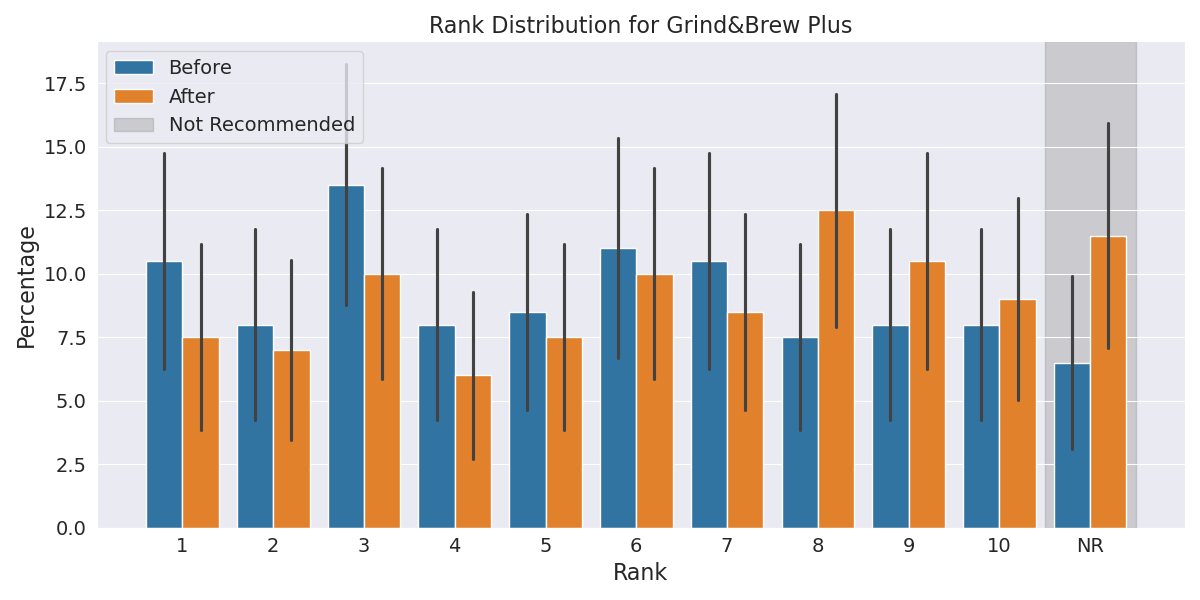 Rank Distribution for Grind&Brew Plus
Before
After
Not Recommended
17.5
15.0
12.5
10.0
7.5
5.0
2.5
0.0
Percentage
1 2 3 4 5 6 7 8 9 10 NR
Rank